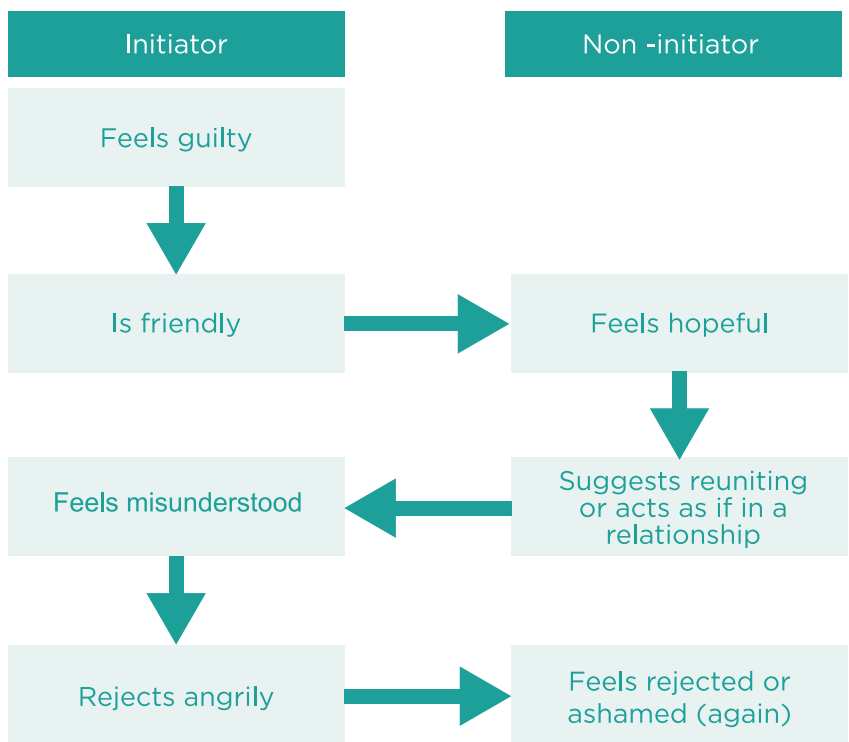 Initiator
Non -initiator
Feels guilty
Is friendly
Feels hopeful
Suggests reuniting
or acts as if in a
relationship
Feels misunderstood
Rejects angrily
Feels rejected or
ashamed (again)